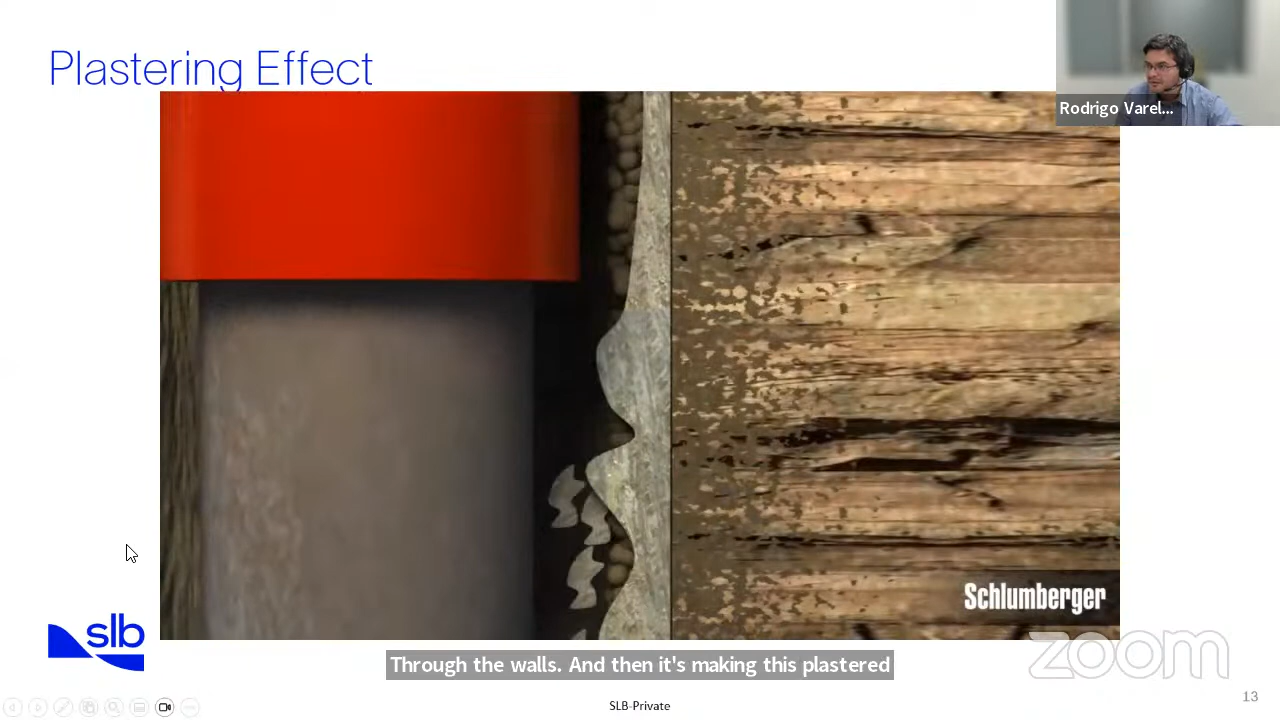 Plastering Effect
Rodrigo Varel...
Schlumberger
slb
zoom
Through the walls. And then it's making this plastered
SLB-Private
13